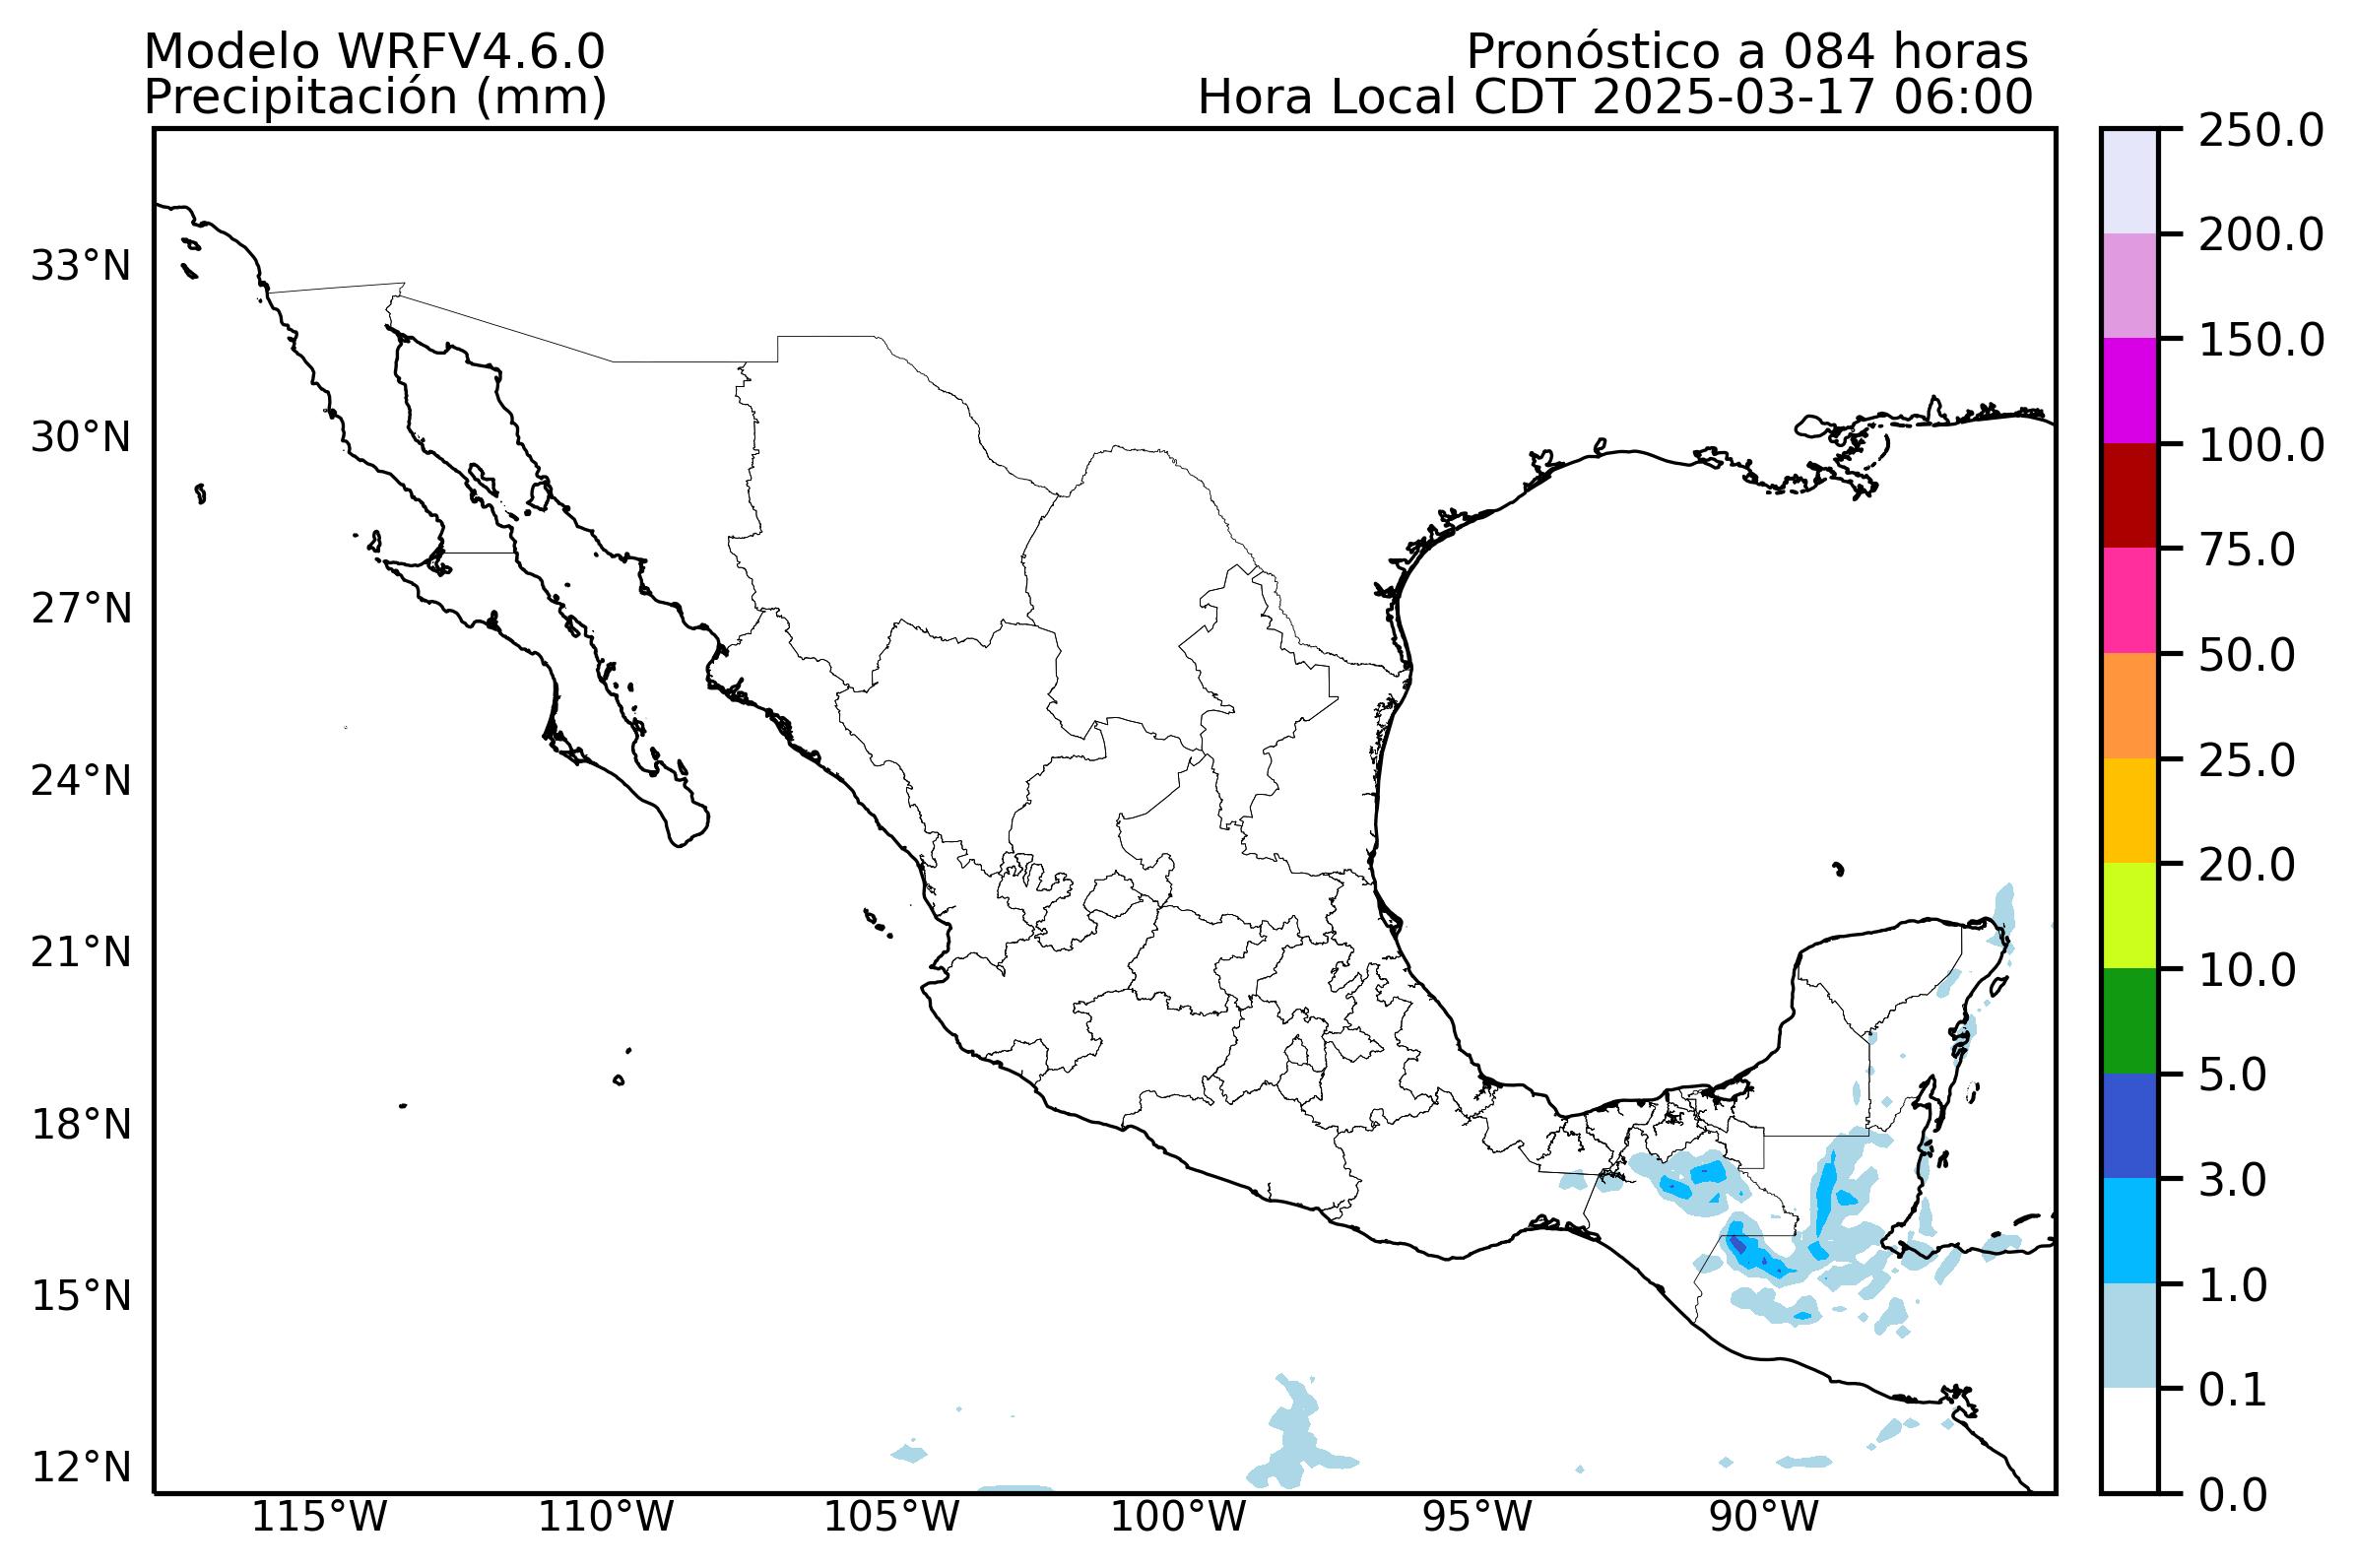 Modelo WRFV4.6.0
Precipitación (mm)
Pronóstico a 084 horas
Hora Local CDT 2025-03-17 06:00
33°N
30°N
27°N
24°N
21°N
18°N
15°N
12°N
115°W
110°W
105°W
100°W
95°W
90°W
250.0
200.0
150.0
100.0
75.0
50.0
25.0
20.0
10.0
5.0
3.0
1.0
0.1
0.0